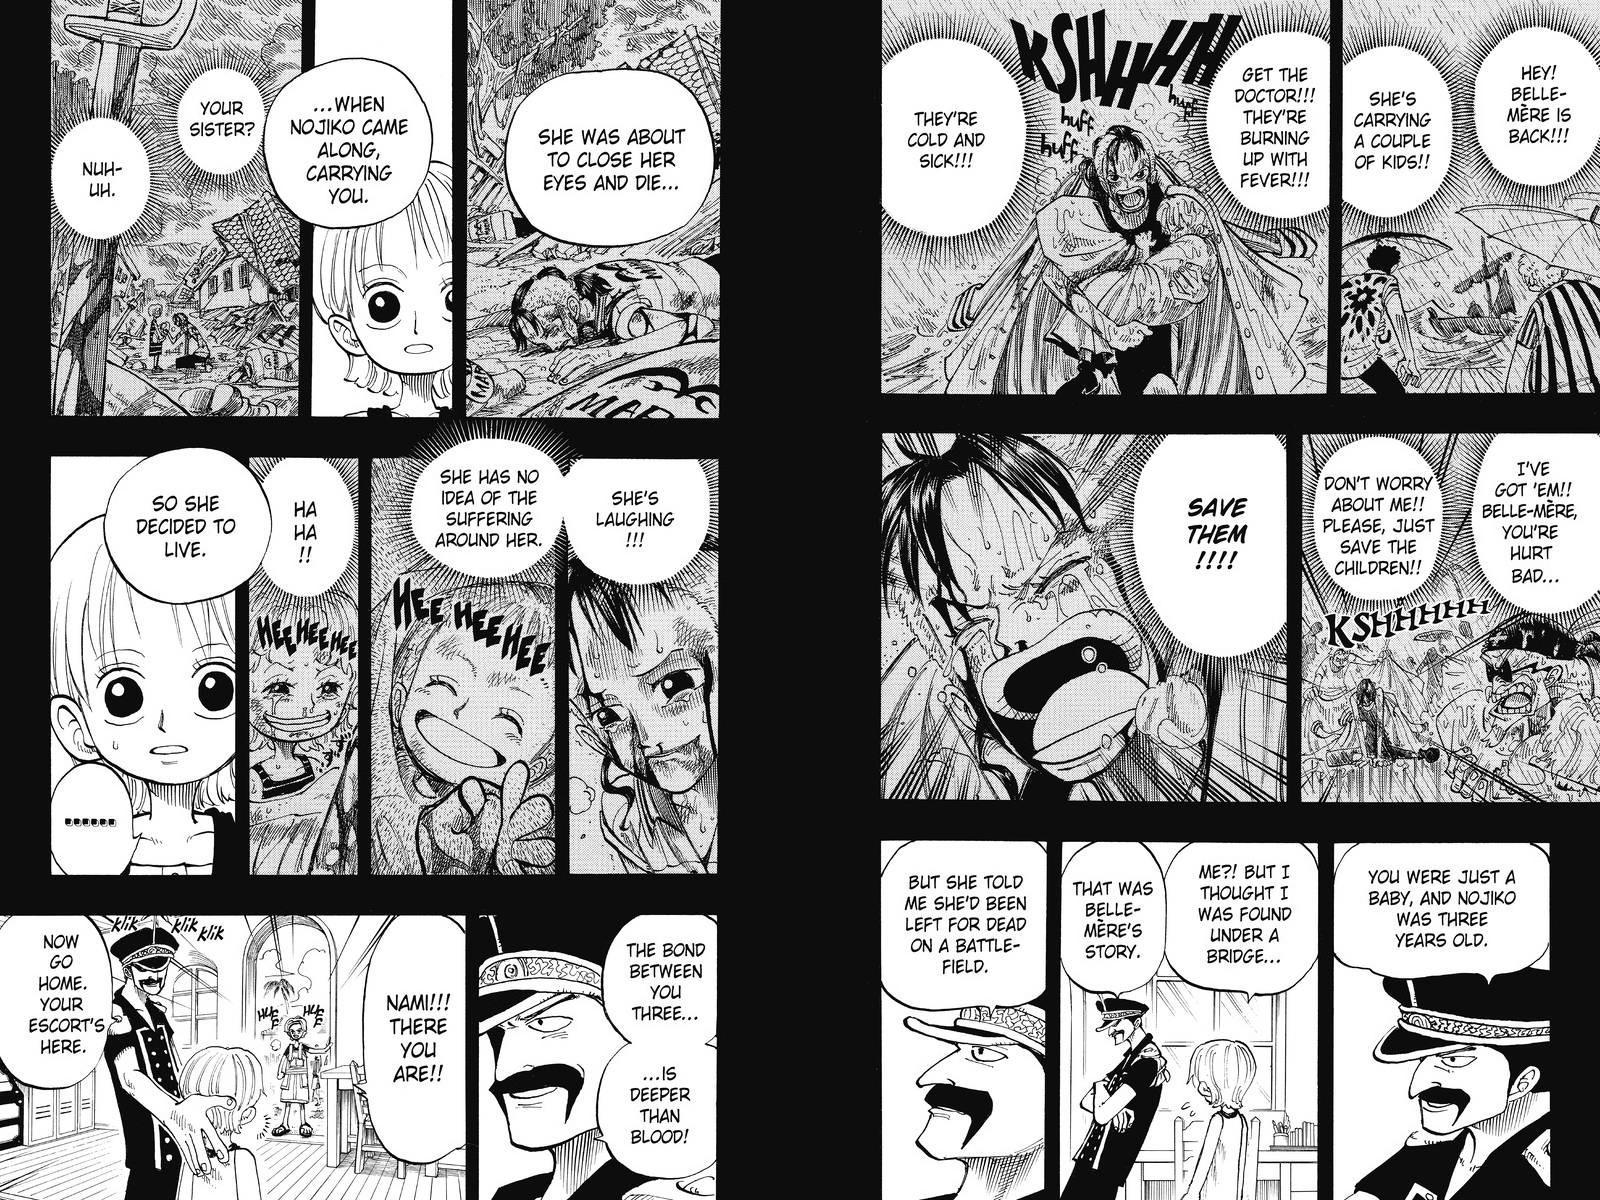 HEY!
BELLE-
MÈRE IS
BACK!!!
SHE'S
CARRYING
A COUPLE
OF KIDS!!
GET THE
DOCTOR!!!
THEY'RE
BURNING
UP WITH
FEVER!!!
KSHHHHH
huff
huff
huff
THEY'RE
COLD AND
SICK!!!
I'VE
GOT 'EM!!
BELLE-MÈRE,
YOU'RE
HURT
BAD...
DON'T WORRY
ABOUT ME!!
PLEASE, JUST
SAVE THE
CHILDREN!!
KSHHHHHH
SAVE
THEM
!!!!
YOU WERE JUST A
BABY, AND NOJIKO
WAS THREE
YEARS OLD.
ME?! BUT I
THOUGHT I
WAS FOUND
UNDER A
BRIDGE...
THAT WAS
BELLE-
MÈRE'S
STORY.
BUT SHE TOLD
ME SHE'D BEEN
LEFT FOR DEAD
ON A BATTLE-
FIELD.
SHE WAS ABOUT
TO CLOSE HER
EYES AND DIE...
...WHEN
NOJIKO CAME
ALONG,
CARRYING
YOU.
YOUR
SISTER?
NUH-
UH.
SHE'S
LAUGHING
!!!
SHE HAS NO
IDEA OF THE
SUFFERING
AROUND HER.
HEE HEE HEE
HA
HA
!!
HEE HEE HEE
SO SHE
DECIDED TO
LIVE.
......
THE BOND
BETWEEN
YOU
THREE...
...IS
DEEPER
THAN
BLOOD!
NAMI!!!
THERE
YOU
ARE!!
HUFF
HUFF
klik
klik
klik
NOW
GO
HOME.
YOUR
ESCORT'S
HERE.